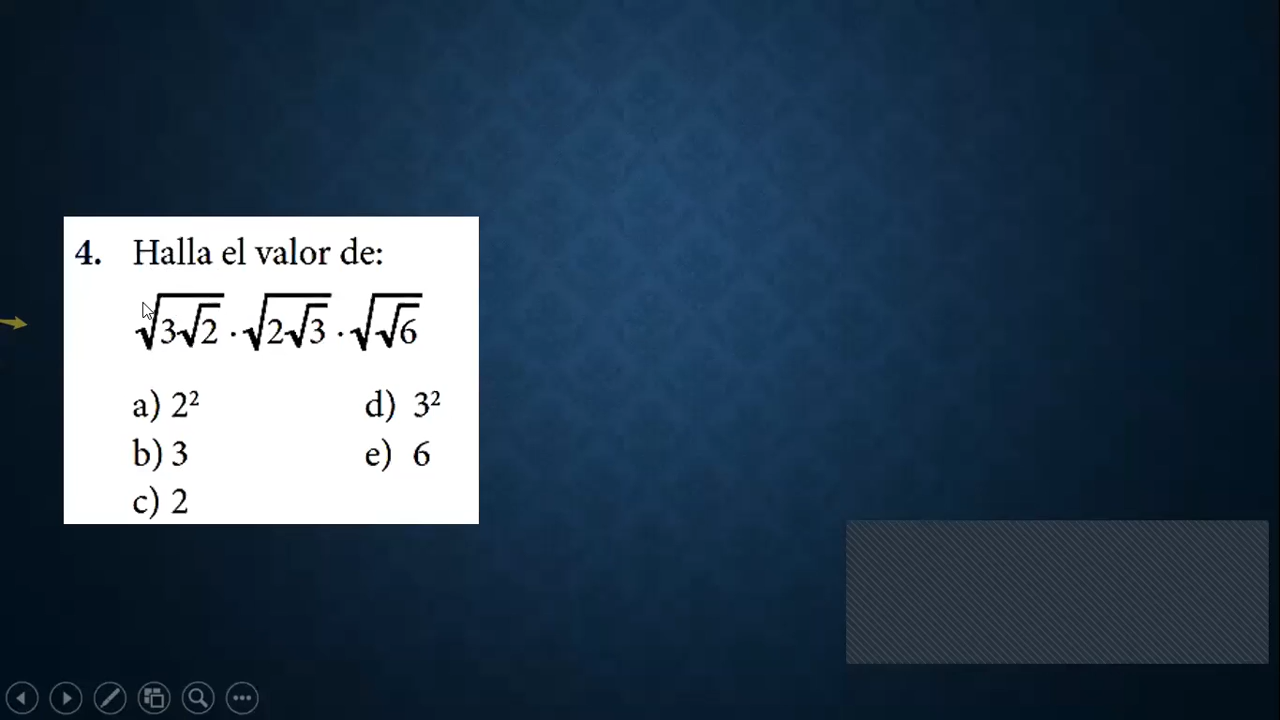 4. Halla el valor de:
√(3√2) · √(2√3) · √(√6)
a) 2² d) 3²
b) 3 e) 6
c) 2